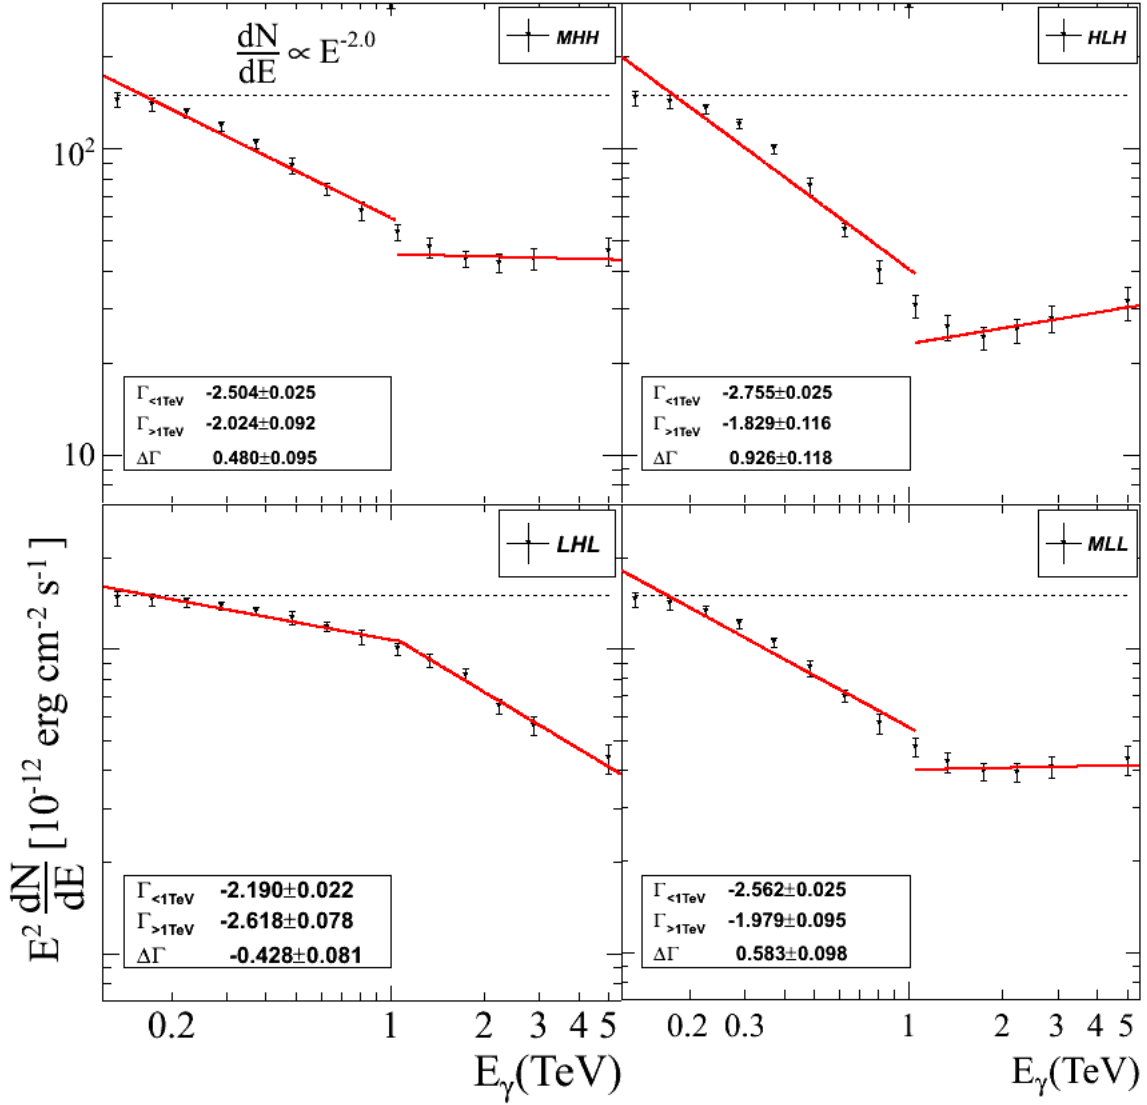 dN/dE ∝ E^-2.0
MHH
HLH
10^2
10
Γ<1TeV -2.504±0.025
Γ>1TeV -2.024±0.092
ΔΓ 0.480±0.095
Γ<1TeV -2.755±0.025
Γ>1TeV -1.829±0.116
ΔΓ 0.926±0.118
LHL
MLL
E^2 dN/dE [10^-12 erg cm^-2 s^-1]
Γ<1TeV -2.190±0.022
Γ>1TeV -2.618±0.078
ΔΓ -0.428±0.081
Γ<1TeV -2.562±0.025
Γ>1TeV -1.979±0.095
ΔΓ 0.583±0.098
0.2 1 2 3 4 5
0.2 0.3 1 2 3 4 5
Eγ(TeV)
Eγ(TeV)